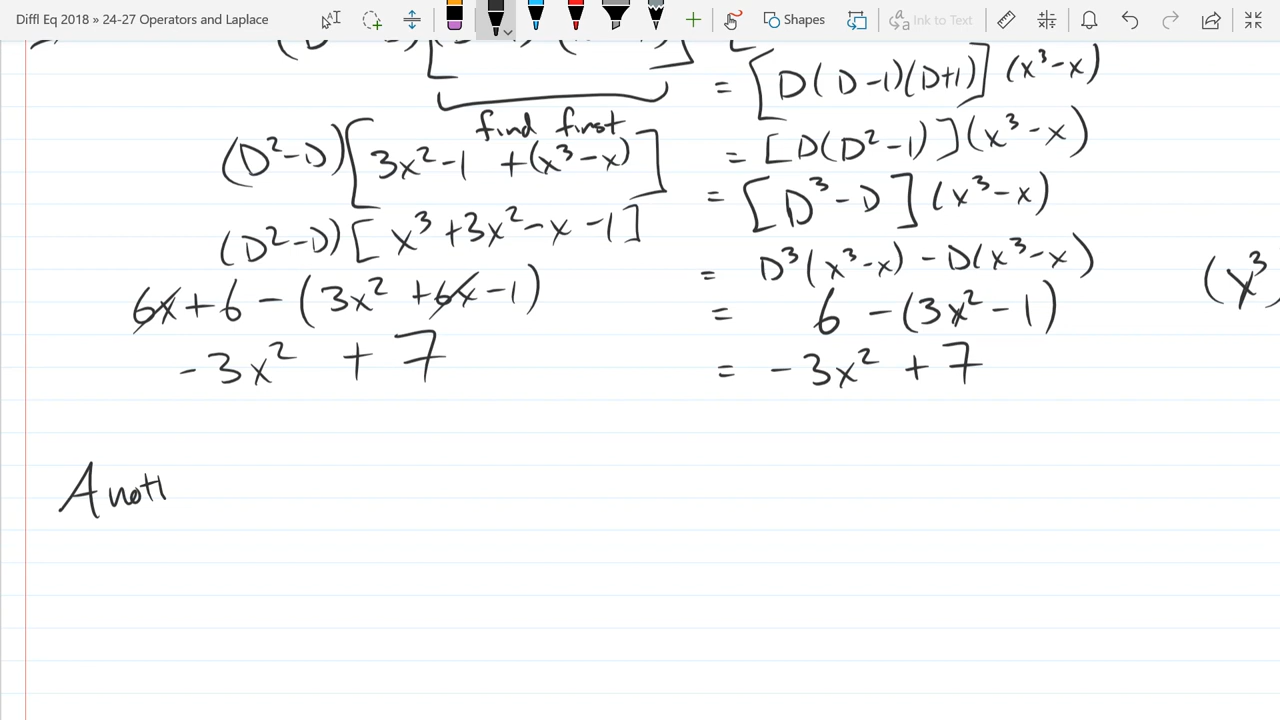 Diffl Eq 2018 » 24-27 Operators and Laplace
Shapes
Ink to Text
find first
(D²-D)[3x²-1 +(x³-x)]
(D²-D)[x³+3x²-x-1]
6x+6-(3x²+6x-1)
-3x² + 7
= [D(D-1)(D+1)](x³-x)
= [D(D²-1)](x³-x)
= [D³-D](x³-x)
= D³(x³-x) - D(x³-x)
= 6-(3x²-1)
= -3x² + 7
(x³
Anoth